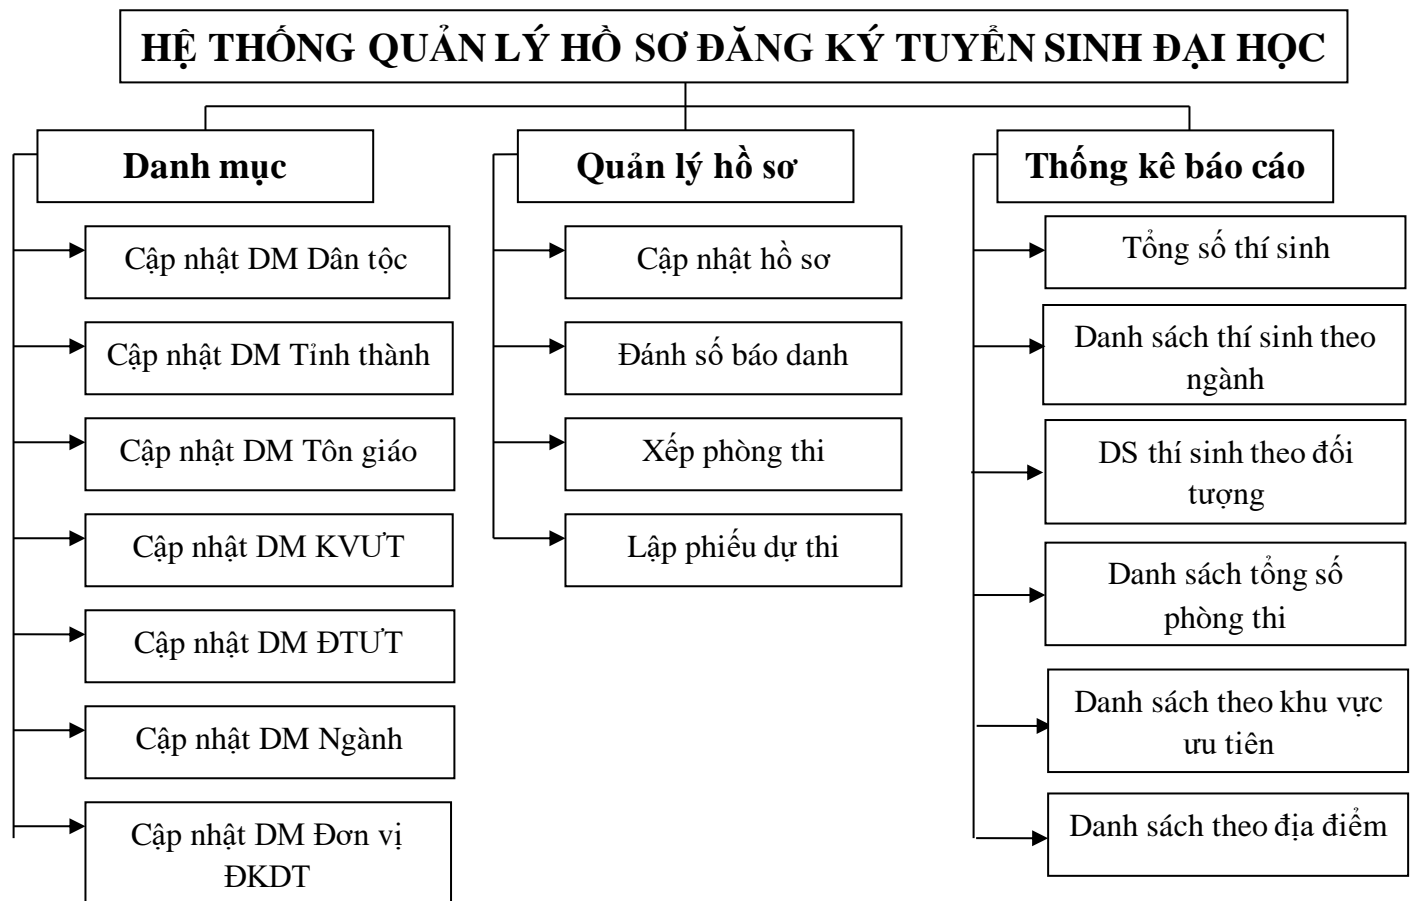 HỆ THỐNG QUẢN LÝ HỒ SƠ ĐĂNG KÝ TUYỂN SINH ĐẠI HỌC
Danh mục
Cập nhật DM Dân tộc
Cập nhật DM Tỉnh thành
Cập nhật DM Tôn giáo
Cập nhật DM KVƯT
Cập nhật DM ĐTƯT
Cập nhật DM Ngành
Cập nhật DM Đơn vị
ĐKDT
Quản lý hồ sơ
Cập nhật hồ sơ
Đánh số báo danh
Xếp phòng thi
Lập phiếu dự thi
Thống kê báo cáo
Tổng số thí sinh
Danh sách thí sinh theo
ngành
DS thí sinh theo đối
tượng
Danh sách tổng số
phòng thi
Danh sách theo khu vực
ưu tiên
Danh sách theo địa điểm